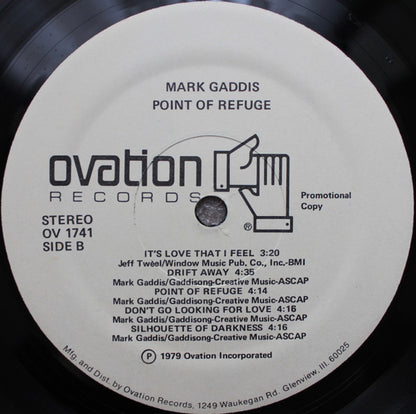 MARK GADDIS
POINT OF REFUGE
ovation
RECORDS
®
Promotional
Copy
STEREO
OV 1741
SIDE B
IT'S LOVE THAT I FEEL 3:20
Jeff Tweel/Window Music Pub. Co., Inc.-BMI
DRIFT AWAY 4:35
Mark Gaddis/Gaddisong-Creative Music-ASCAP
POINT OF REFUGE 4:14
Mark Gaddis/Gaddisong-Creative Music-ASCAP
DON'T GO LOOKING FOR LOVE 4:16
Mark Gaddis/Gaddisong-Creative Music-ASCAP
SILHOUETTE OF DARKNESS 4:16
Mark Gaddis/Gaddisong-Creative Music-ASCAP
℗ 1979 Ovation Incorporated
Mfg. and Dist. by Ovation Records, 1249 Waukegan Rd. Glenview, Ill. 60025